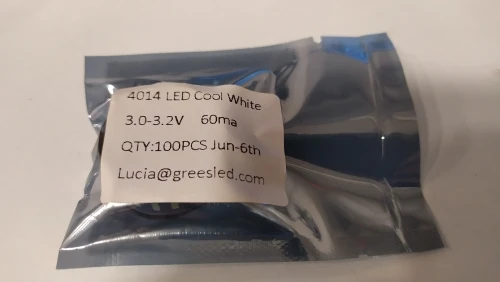 4014 LED Cool White
3.0-3.2V 60ma
QTY:100PCS Jun-6th
Lucia@greesled.com